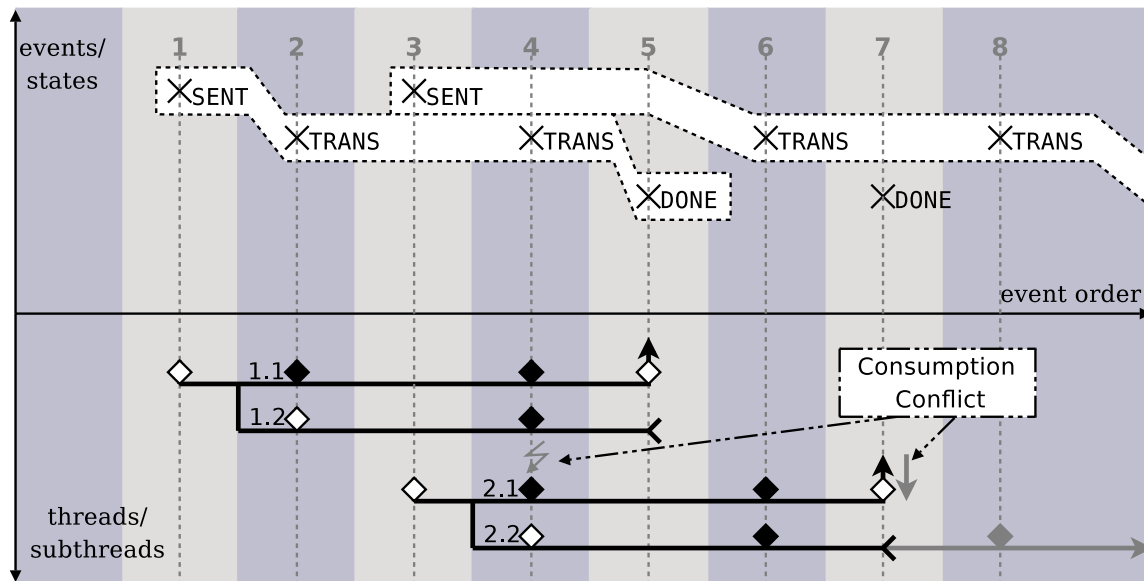 events/
states
1 2 3 4 5 6 7 8
SENT SENT
TRANS TRANS TRANS TRANS
DONE DONE
event order
1.1
1.2
Consumption
Conflict
2.1
2.2
threads/
subthreads